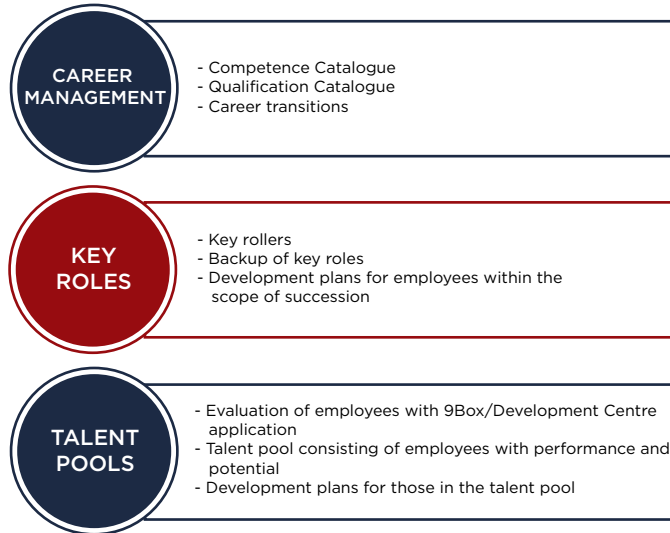 CAREER
MANAGEMENT
- Competence Catalogue
- Qualification Catalogue
- Career transitions
KEY
ROLES
- Key rollers
- Backup of key roles
- Development plans for employees within the
scope of succession
TALENT
POOLS
- Evaluation of employees with 9Box/Development Centre
application
- Talent pool consisting of employees with performance and
potential
- Development plans for those in the talent pool